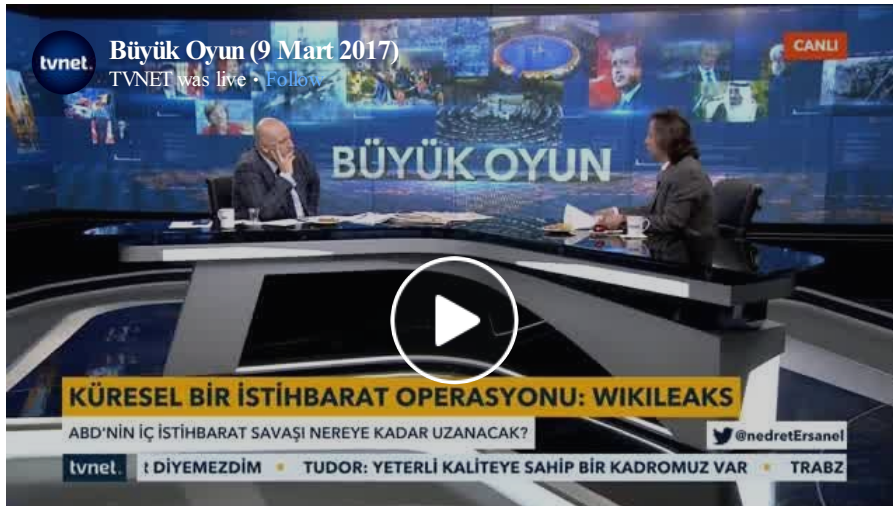 tvnet.
Büyük Oyun (9 Mart 2017)
TVNET was live · Follow
CANLI
BÜYÜK OYUN
KÜRESEL BİR İSTİHBARAT OPERASYONU: WIKILEAKS
ABD'NİN İÇ İSTİHBARAT SAVAŞI NEREYE KADAR UZANACAK?
@nedretErsanel
tvnet. DİYEMEZDİM • TUDOR: YETERLİ KALİTEYE SAHİP BİR KADROMUZ VAR • TRABZ